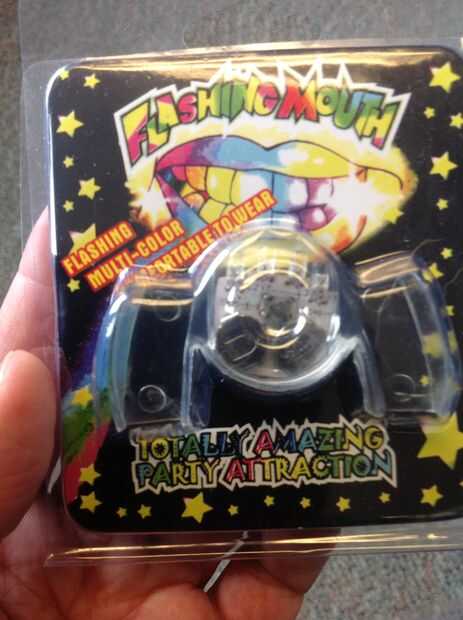 FLASHING MOUTH
FLASHING
MULTI-COLOR
COMFORTABLE TO WEAR
TOTALLY AMAZING
PARTY ATTRACTION